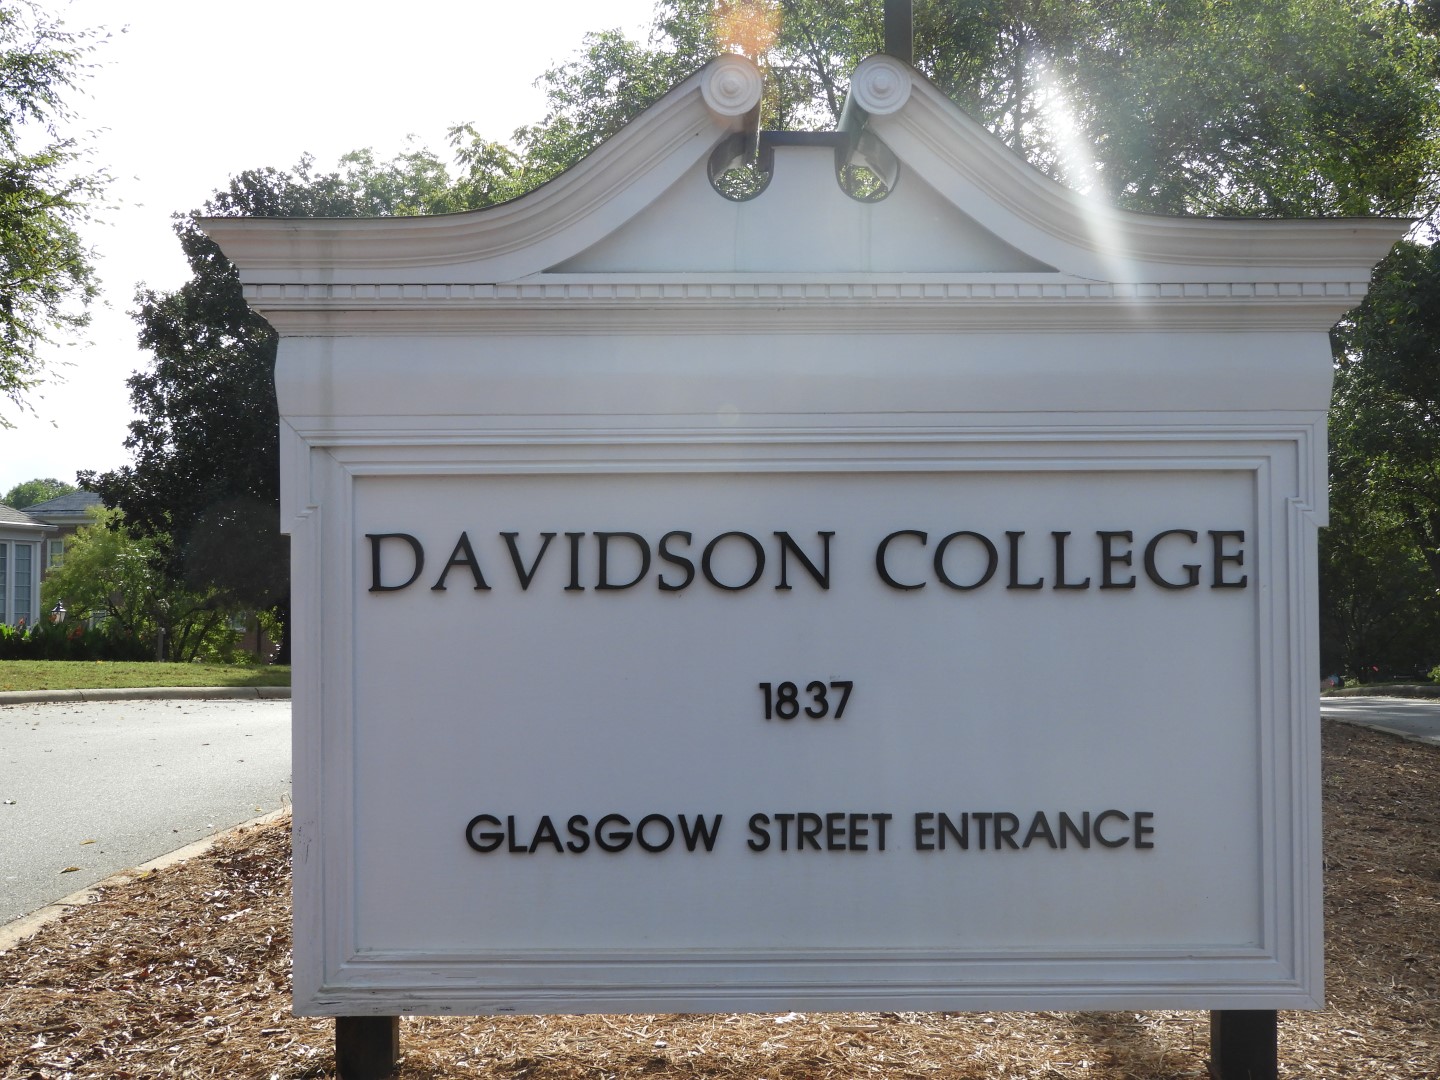 DAVIDSON COLLEGE
1837
GLASGOW STREET ENTRANCE